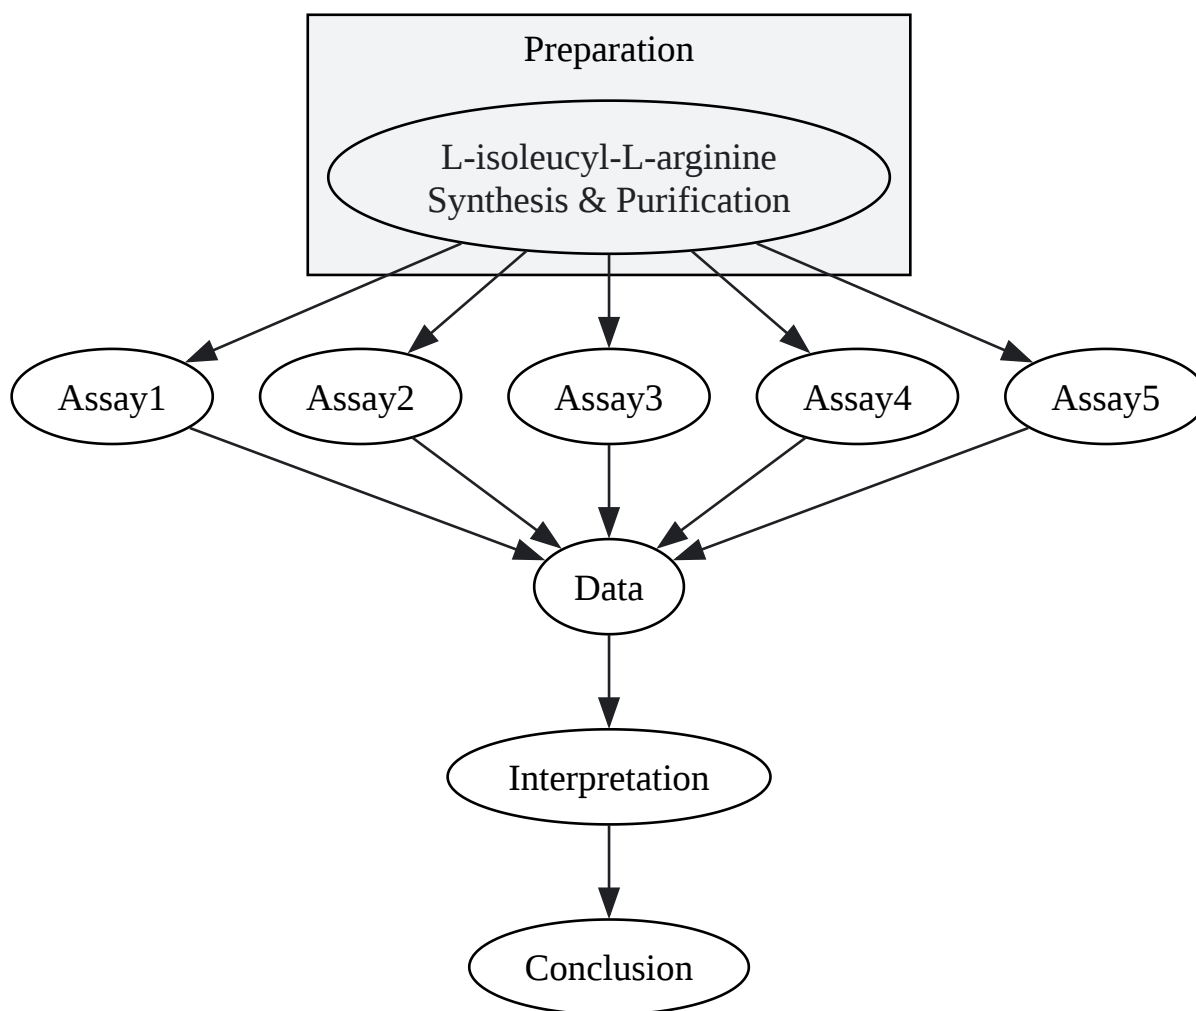 Preparation
L-isoleucyl-L-arginine
Synthesis & Purification
Assay1
Assay2
Assay3
Assay4
Assay5
Data
Interpretation
Conclusion